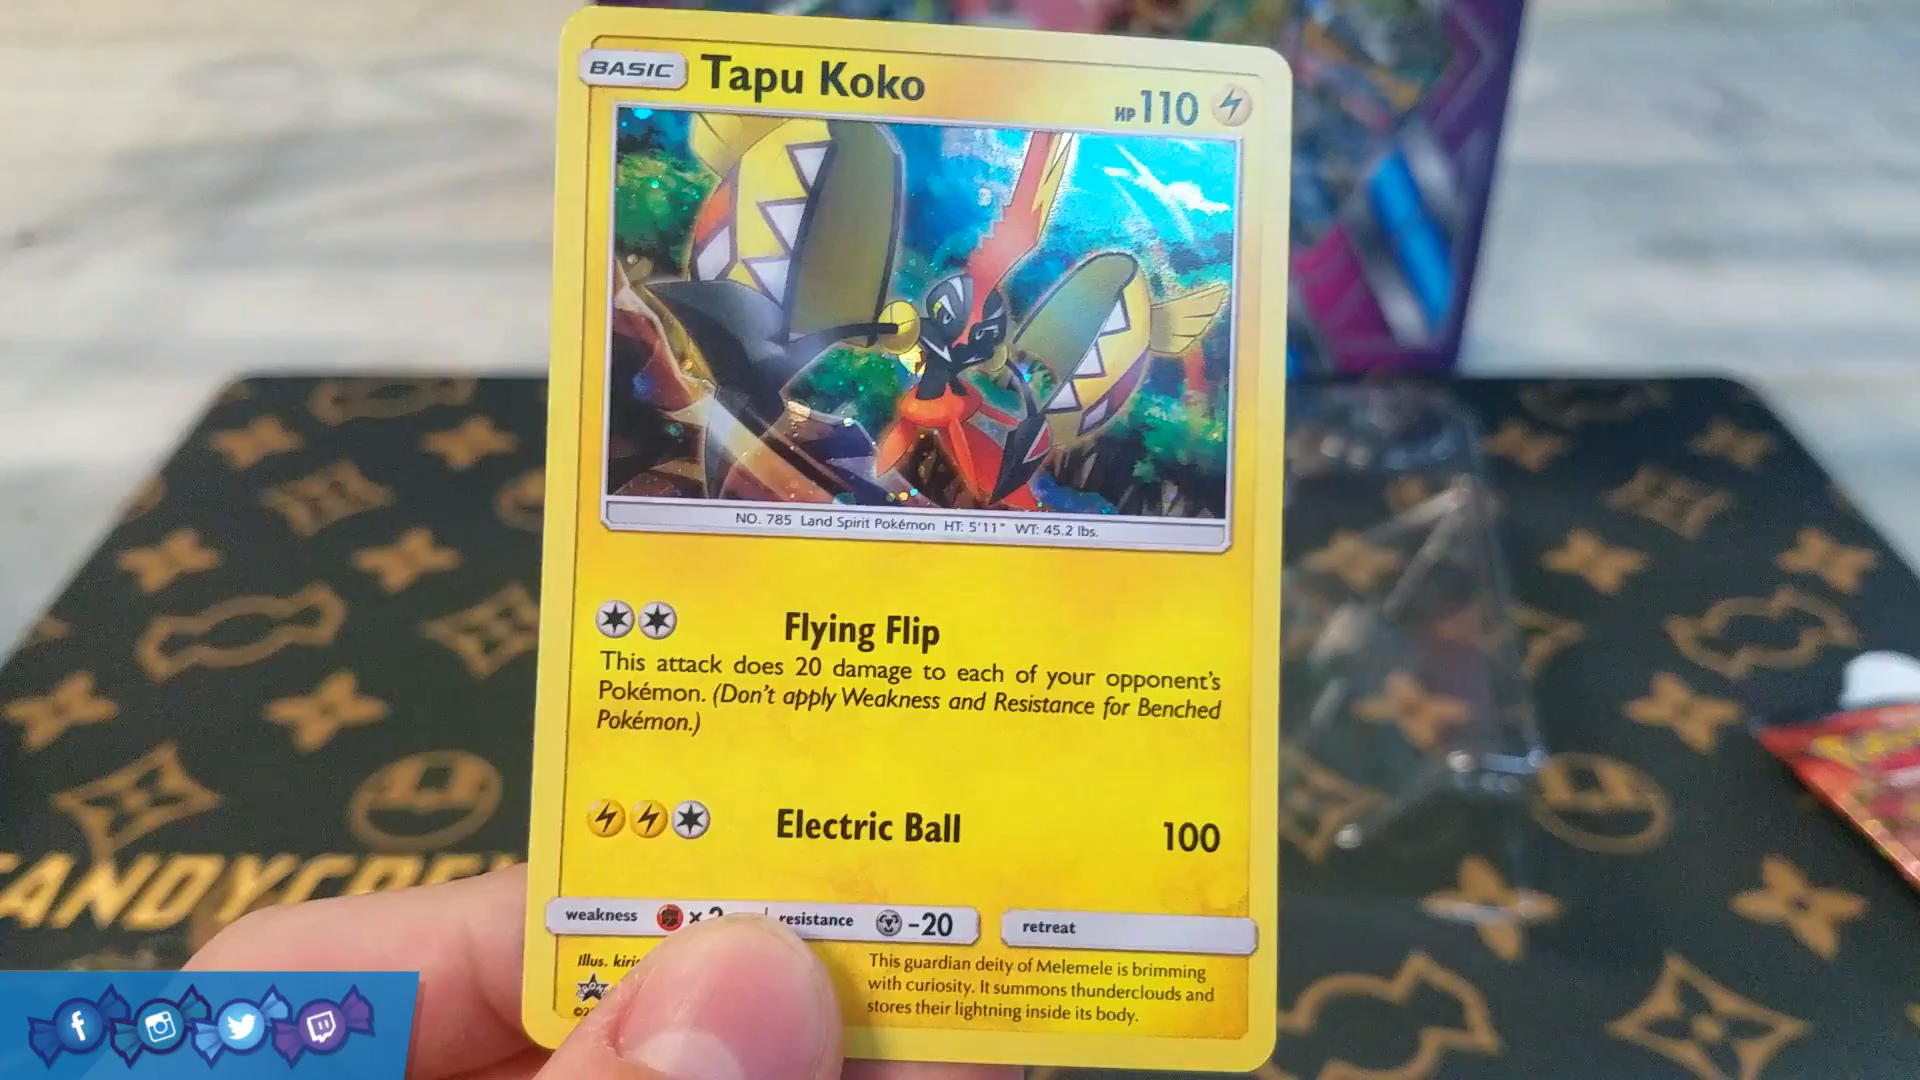 BASIC Tapu Koko HP 110
NO. 785 Land Spirit Pokémon HT: 5'11" WT: 45.2 lbs.
Flying Flip
This attack does 20 damage to each of your opponent's
Pokémon. (Don't apply Weakness and Resistance for Benched
Pokémon.)
Electric Ball 100
weakness resistance -20 retreat
Illus.
This guardian deity of Melemele is brimming
with curiosity. It summons thunderclouds and
stores their lightning inside its body.